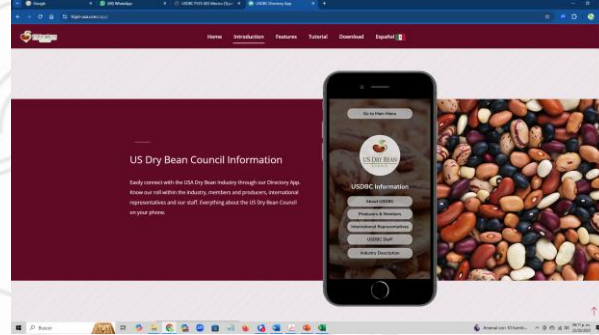 Google
(99) WhatsApp
USDBC Directory App
Home Introduction Features Tutorial Download Español
US Dry Bean Council Information
Easily connect with the USA Dry Bean Industry through our Directory App.
Know our roll within the industry, members and producers, international
representatives and our staff. Everything about the US Dry Bean Council
on your phone.
Go to Main Menu
US DRY BEAN
USDBC Information
About USDBC
Producers & Members
International Representatives
USDBC Staff
Industry Description
Buscar